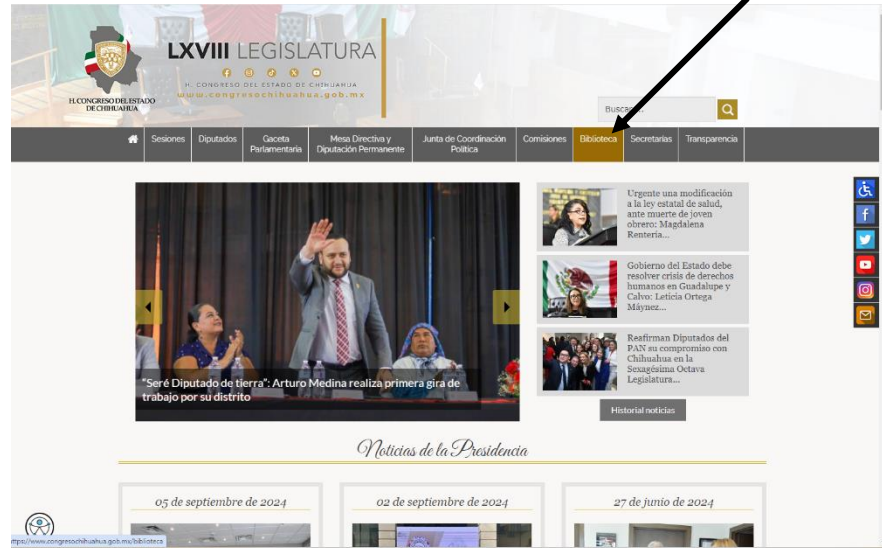 LXVIII LEGISLATURA
H. CONGRESO DEL ESTADO DE CHIHUAHUA
www.congresochihuahua.gob.mx
H. CONGRESO DEL ESTADO
DE CHIHUAHUA
Buscar
Sesiones
Diputados
Gaceta
Parlamentaria
Mesa Directiva y
Diputación Permanente
Junta de Coordinación
Política
Comisiones
Biblioteca
Secretarías
Transparencia
Urgente una modificación
a la ley estatal de salud,
ante muerte de joven
obrero: Magdalena
Rentería...
Gobierno del Estado debe
resolver crisis de derechos
humanos en Guadalupe y
Calvo: Leticia Ortega
Máynez...
Reafirman Diputados del
PAN su compromiso con
Chihuahua en la
Sexagésima Octava
Legislatura...
"Seré Diputado de tierra": Arturo Medina realiza primera gira de
trabajo por su distrito
Historial noticias
Noticias de la Presidencia
05 de septiembre de 2024
02 de septiembre de 2024
27 de junio de 2024
https://www.congresochihuahua.gob.mx/biblioteca